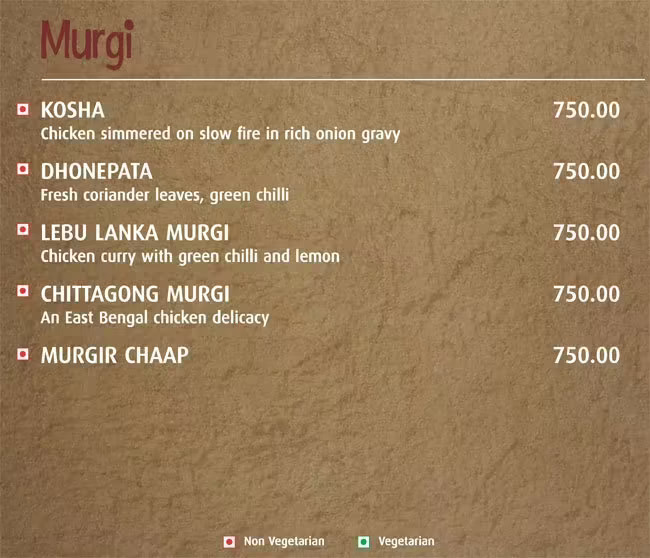 Murgi
KOSHA 750.00
Chicken simmered on slow fire in rich onion gravy
DHONEPATA 750.00
Fresh coriander leaves, green chilli
LEBU LANKA MURGI 750.00
Chicken curry with green chilli and lemon
CHITTAGONG MURGI 750.00
An East Bengal chicken delicacy
MURGIR CHAAP 750.00
Non Vegetarian Vegetarian